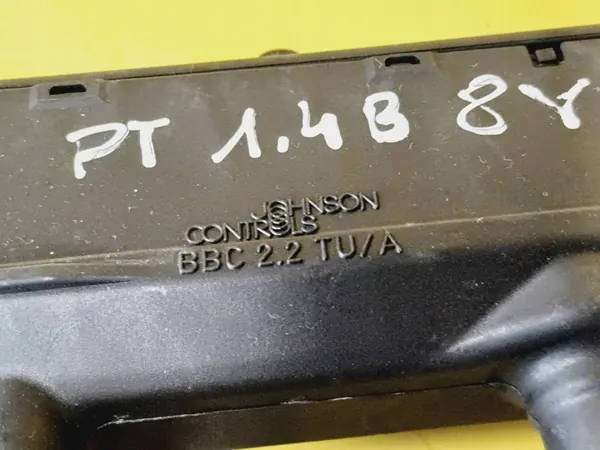 PT 1.4B 8V
JOHNSON
CONTROLS
BBC 2.2 TU/A